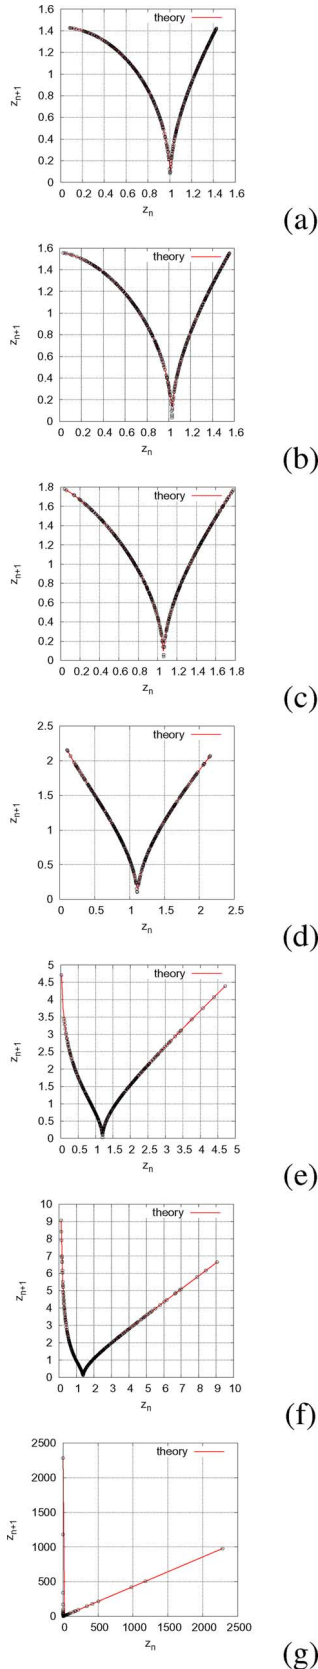 1.6
theory
1.4
1.2
1
z_{n+1}
0.8
0.6
0.4
0.2
0
0 0.2 0.4 0.6 0.8 1 1.2 1.4 1.6
z_n
(a)
1.6
theory
1.4
1.2
1
z_{n+1}
0.8
0.6
0.4
0.2
0
0 0.2 0.4 0.6 0.8 1 1.2 1.4 1.6
z_n
(b)
1.8
theory
1.6
1.4
1.2
1
z_{n+1}
0.8
0.6
0.4
0.2
0
0 0.2 0.4 0.6 0.8 1 1.2 1.4 1.6 1.8
z_n
(c)
2.5
theory
2
1.5
z_{n+1}
1
0.5
0
0 0.5 1 1.5 2 2.5
z_n
(d)
5
theory
4.5
4
3.5
3
z_{n+1}
2.5
2
1.5
1
0.5
0
0 0.5 1 1.5 2 2.5 3 3.5 4 4.5 5
z_n
(e)
10
theory
9
8
7
6
z_{n+1}
5
4
3
2
1
0
0 1 2 3 4 5 6 7 8 9 10
z_n
(f)
2500
theory
2000
1500
z_{n+1}
1000
500
0
0 500 1000 1500 2000 2500
z_n
(g)